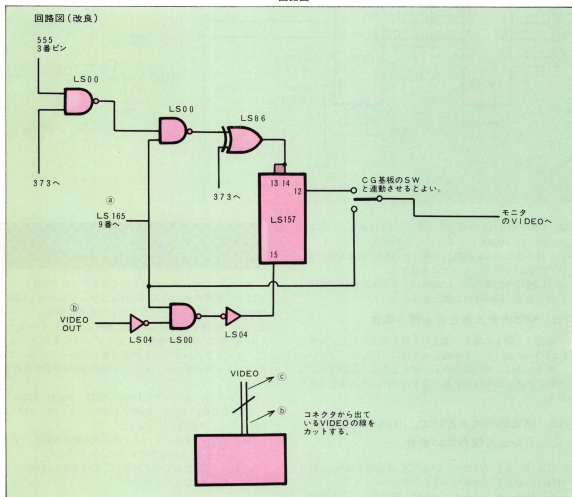 回路図
回路図(改良)
555
3番ピン
LS00
LS00
LS86
373へ
373へ
ⓐ
LS165
9番へ
13 14
12
LS157
15
CG基板のSW
と連動させるとよい。
モニタ
のVIDEOへ
ⓑ
VIDEO
OUT
LS04
LS00
LS04
VIDEO
ⓒ
ⓑ
コネクタから出て
いるVIDEOの線を
カットする。